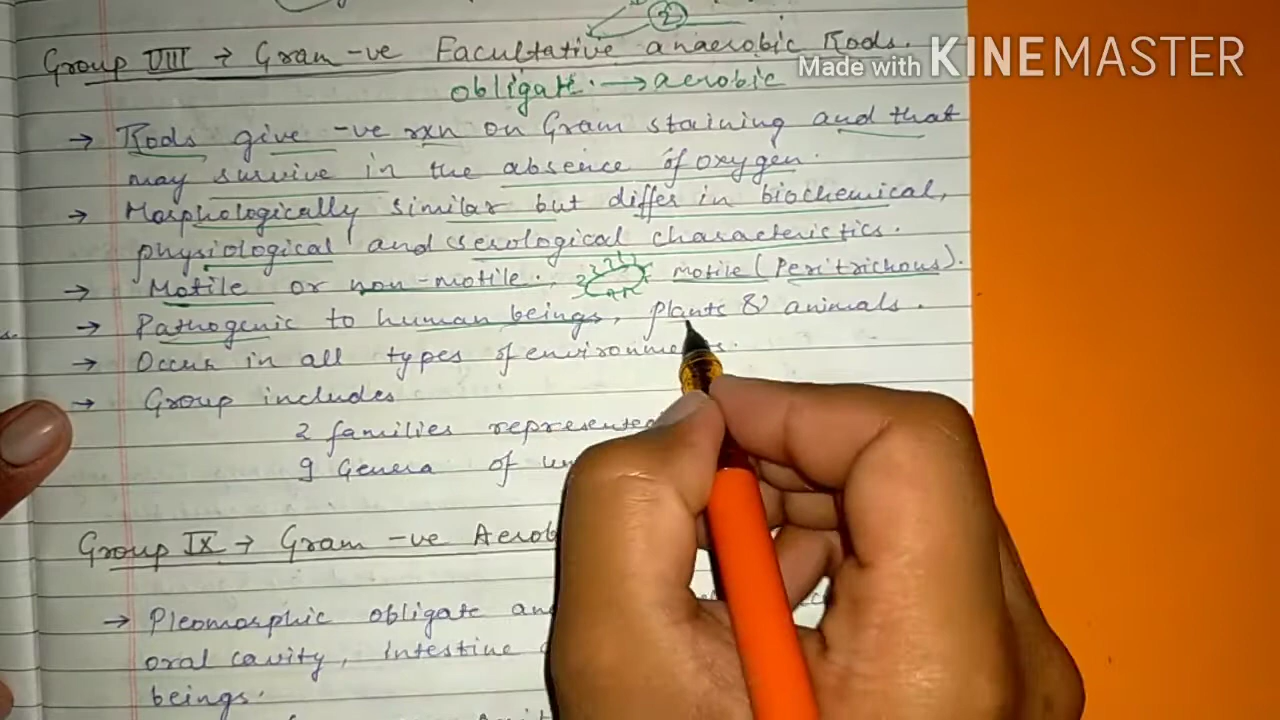 2
Group VIII → Gram -ve Facultative anaerobic Rods.
Made with KINEMASTER
obligate. → aerobic
→ Rods give -ve rxn on Gram staining and that
may survive in the absence of oxygen.
→ Morphologically similar but differ in biochemical,
physiological and serological characteristics.
→ Motile or non-motile. motile (Peritrichous).
→ Pathogenic to human beings, plants & animals.
→ Occur in all types of environme s.
→ Group includes
2 families represented
9 Genera of un
Group IX → Gram -ve Aerob
→ Pleomorphic obligate an
oral cavity, intestine
beings.